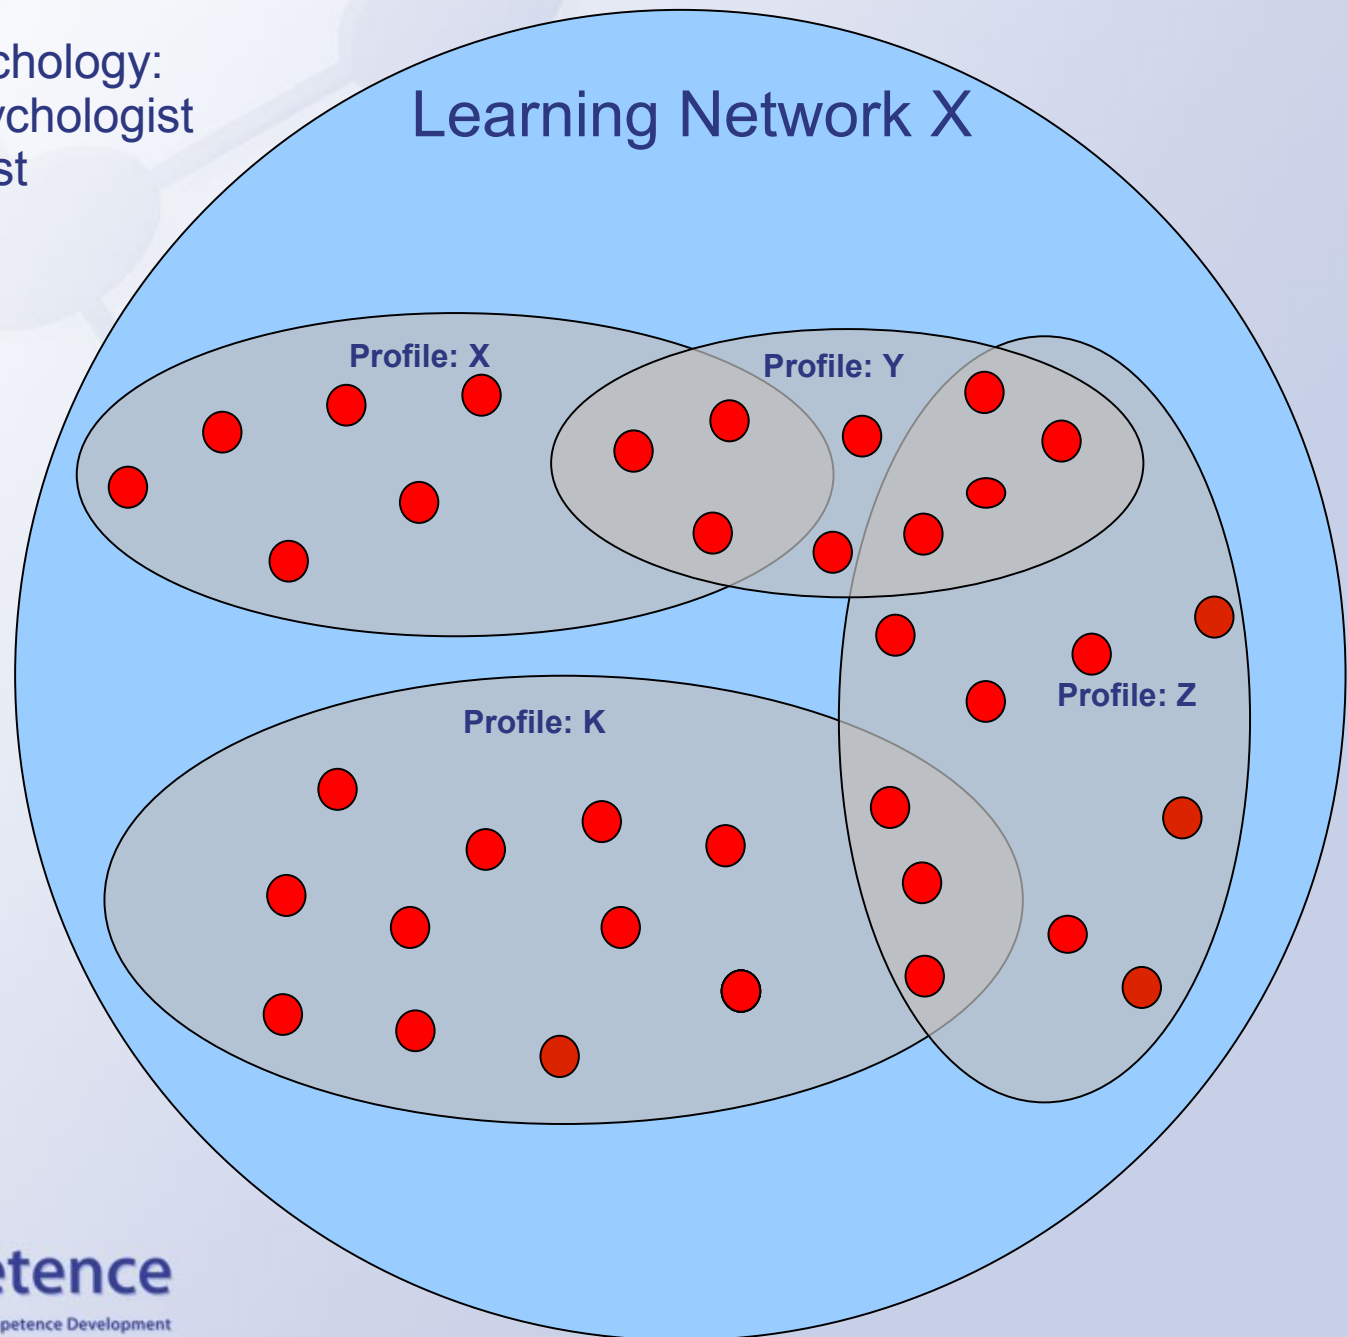 chology:
ychologist
st
Learning Network X
Profile: X
Profile: Y
Profile: Z
Profile: K
etence
petence Development